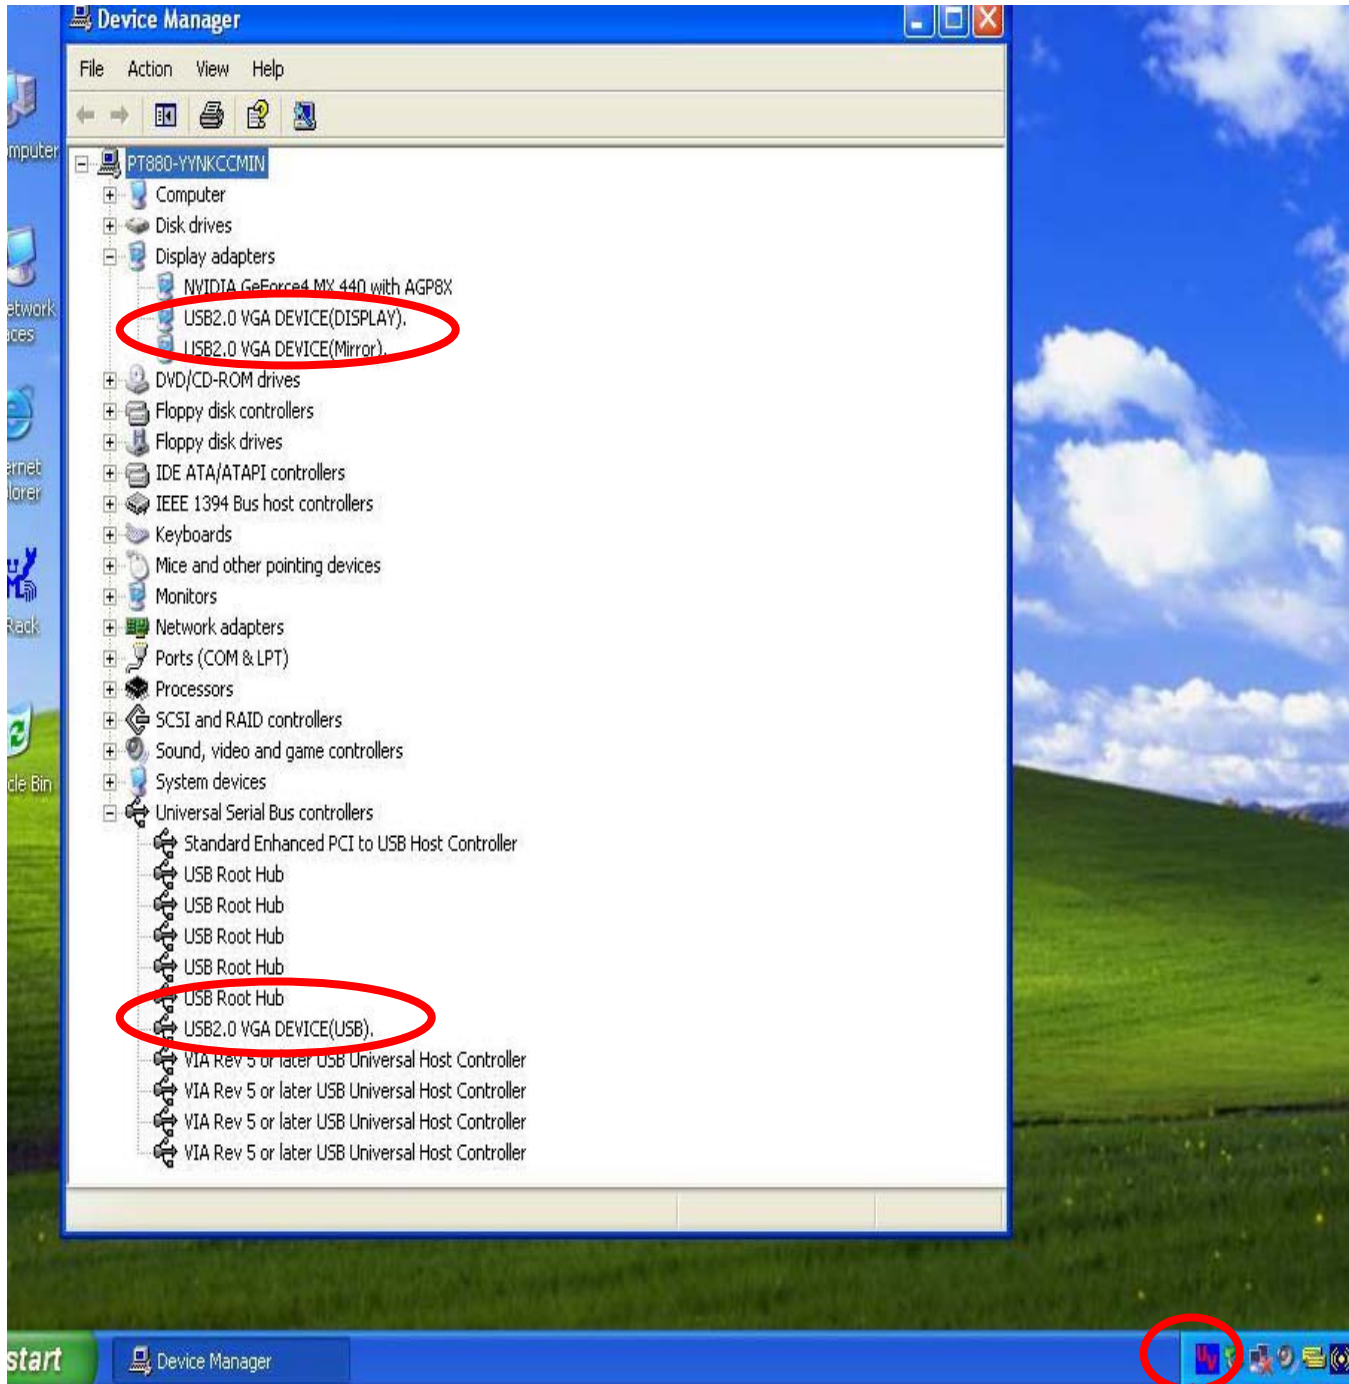 Device Manager
File Action View Help
PT880-YYNKCCMIN
Computer
Disk drives
Display adapters
NVIDIA GeForce4 MX 440 with AGP8X
USB2.0 VGA DEVICE(DISPLAY).
USB2.0 VGA DEVICE(Mirror).
DVD/CD-ROM drives
Floppy disk controllers
Floppy disk drives
IDE ATA/ATAPI controllers
IEEE 1394 Bus host controllers
Keyboards
Mice and other pointing devices
Monitors
Network adapters
Ports (COM & LPT)
Processors
SCSI and RAID controllers
Sound, video and game controllers
System devices
Universal Serial Bus controllers
Standard Enhanced PCI to USB Host Controller
USB Root Hub
USB Root Hub
USB Root Hub
USB Root Hub
USB Root Hub
USB2.0 VGA DEVICE(USB).
VIA Rev 5 or later USB Universal Host Controller
VIA Rev 5 or later USB Universal Host Controller
VIA Rev 5 or later USB Universal Host Controller
VIA Rev 5 or later USB Universal Host Controller
omputer
etwork
aces
ernet
lorer
Rack
cle Bin
start
Device Manager
UV